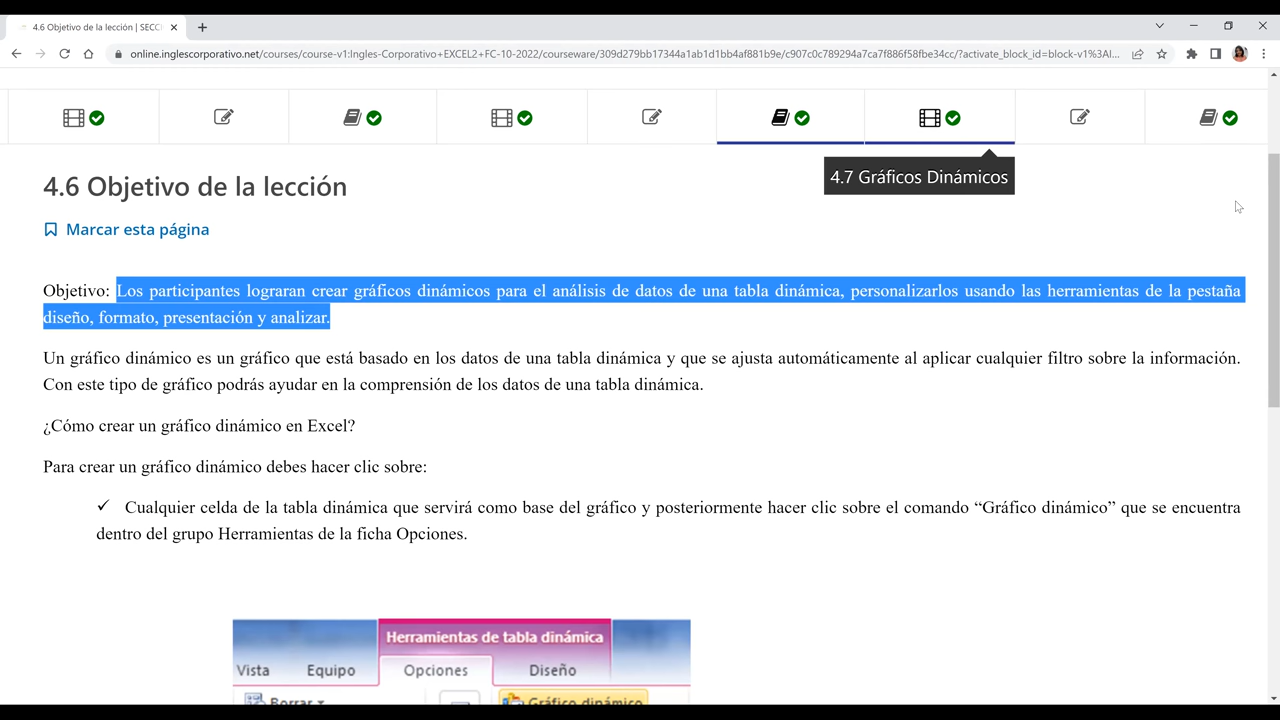 4.6 Objetivo de la lección | SECCI
online.inglescorporativo.net/courses/course-v1:Ingles-Corporativo+EXCEL2+FC-10-2022/courseware/309d279bb17344a1ab1d1bb4af881b9e/c907c0c789294a7ca7f886f58fbe34cc/?activate_block_id=block-v1%3AI...
4.7 Gráficos Dinámicos
4.6 Objetivo de la lección
Marcar esta página
Objetivo: Los participantes lograran crear gráficos dinámicos para el análisis de datos de una tabla dinámica, personalizarlos usando las herramientas de la pestaña
diseño, formato, presentación y analizar.
Un gráfico dinámico es un gráfico que está basado en los datos de una tabla dinámica y que se ajusta automáticamente al aplicar cualquier filtro sobre la información.
Con este tipo de gráfico podrás ayudar en la comprensión de los datos de una tabla dinámica.
¿Cómo crear un gráfico dinámico en Excel?
Para crear un gráfico dinámico debes hacer clic sobre:
✓ Cualquier celda de la tabla dinámica que servirá como base del gráfico y posteriormente hacer clic sobre el comando “Gráfico dinámico” que se encuentra
dentro del grupo Herramientas de la ficha Opciones.
Herramientas de tabla dinámica
Vista Equipo Opciones Diseño
Borrar Gráfico dinámico